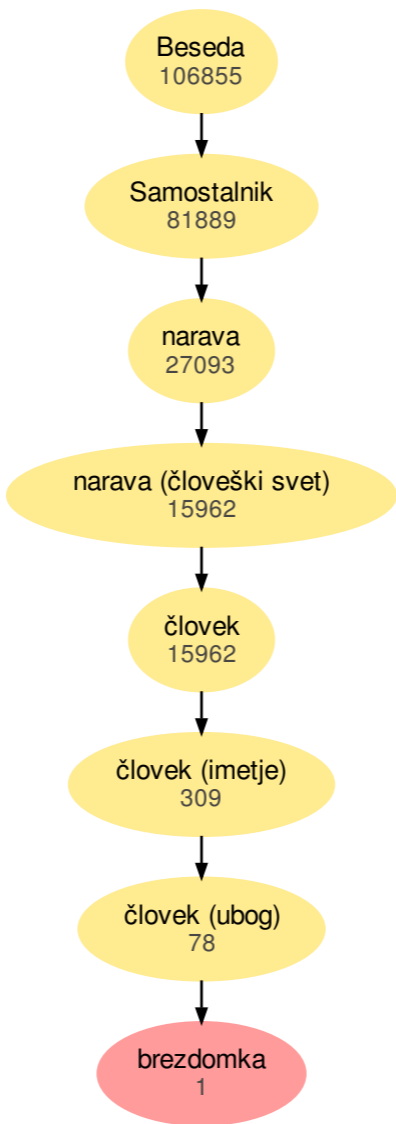 Beseda
106855
Samostalnik
81889
narava
27093
narava (človeški svet)
15962
človek
15962
človek (imetje)
309
človek (ubog)
78
brezdomka
1